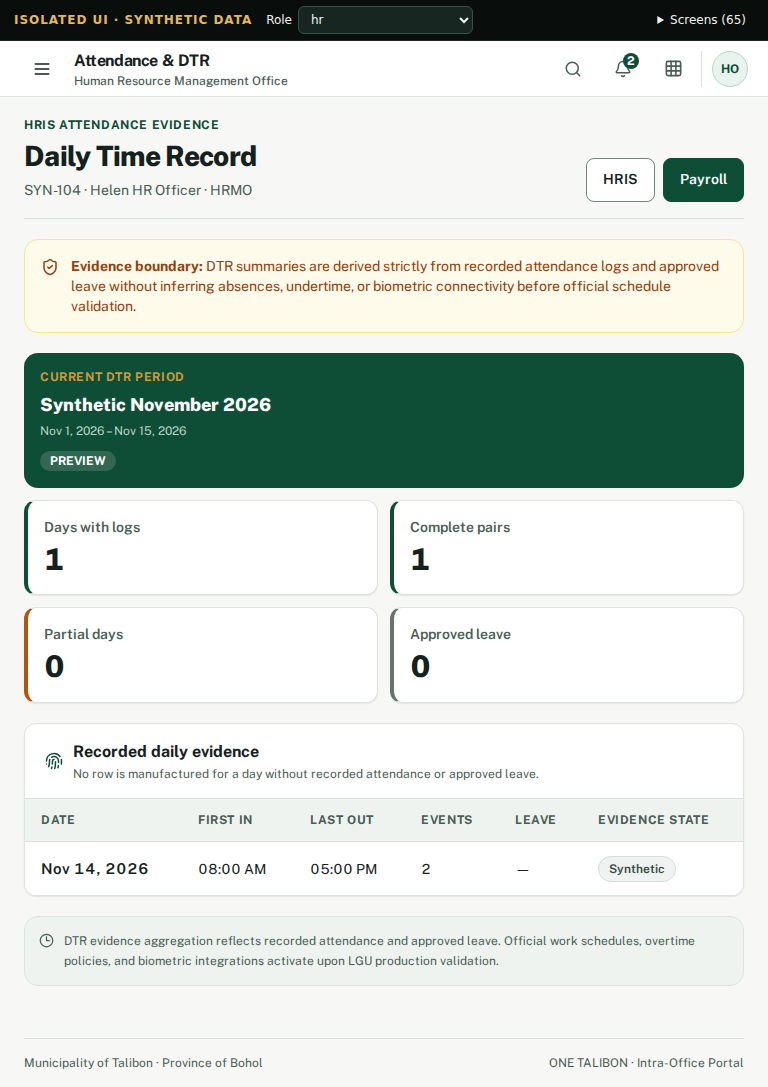 ISOLATED UI · SYNTHETIC DATA Role hr ▶ Screens (65)
Attendance & DTR
Human Resource Management Office
2
HO
HRIS ATTENDANCE EVIDENCE
Daily Time Record
SYN-104 · Helen HR Officer · HRMO
HRIS Payroll
Evidence boundary: DTR summaries are derived strictly from recorded attendance logs and approved
leave without inferring absences, undertime, or biometric connectivity before official schedule
validation.
CURRENT DTR PERIOD
Synthetic November 2026
Nov 1, 2026 – Nov 15, 2026
PREVIEW
Days with logs
1
Complete pairs
1
Partial days
0
Approved leave
0
Recorded daily evidence
No row is manufactured for a day without recorded attendance or approved leave.
DATE FIRST IN LAST OUT EVENTS LEAVE EVIDENCE STATE
Nov 14, 2026 08:00 AM 05:00 PM 2 — Synthetic
DTR evidence aggregation reflects recorded attendance and approved leave. Official work schedules, overtime
policies, and biometric integrations activate upon LGU production validation.
Municipality of Talibon · Province of Bohol ONE TALIBON · Intra-Office Portal